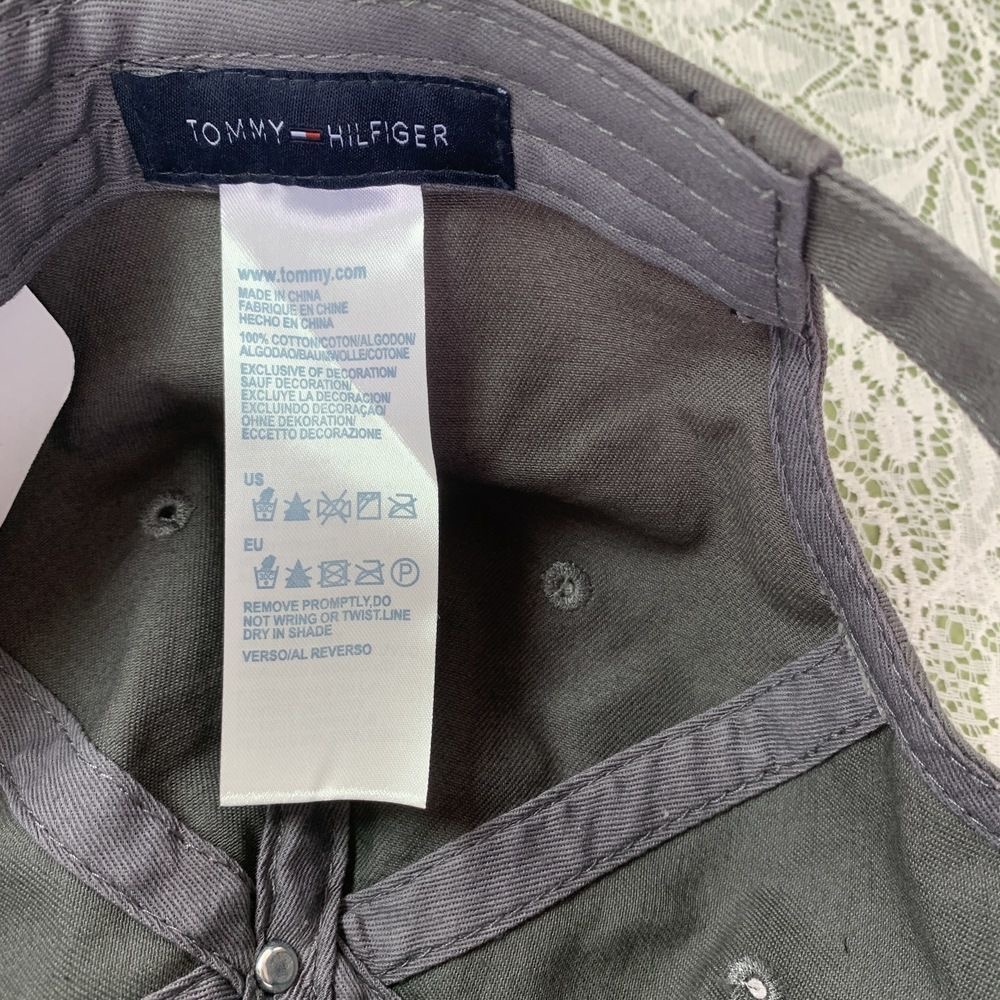 TOMMY HILFIGER
www.tommy.com
MADE IN CHINA
FABRIQUE EN CHINE
HECHO EN CHINA
100% COTTON/COTON/ALGODON/
ALGODAO/BAUMWOLLE/COTONE
EXCLUSIVE OF DECORATION/
SAUF DECORATION/
EXCLUYE LA DECORACION/
EXCLUINDO DECORAÇAO/
OHNE DEKORATION/
ECCETTO DECORAZIONE
US
EU
30C P
REMOVE PROMPTLY,DO
NOT WRING OR TWIST.LINE
DRY IN SHADE
VERSO/AL REVERSO